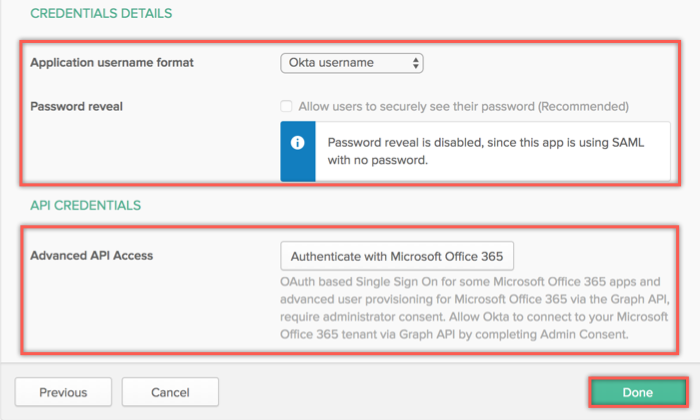 CREDENTIALS DETAILS
Application username format
Okta username
Password reveal
Allow users to securely see their password (Recommended)
Password reveal is disabled, since this app is using SAML
with no password.
API CREDENTIALS
Advanced API Access
Authenticate with Microsoft Office 365
OAuth based Single Sign On for some Microsoft Office 365 apps and
advanced user provisioning for Microsoft Office 365 via the Graph API,
require administrator consent. Allow Okta to connect to your Microsoft
Office 365 tenant via Graph API by completing Admin Consent.
Previous
Cancel
Done